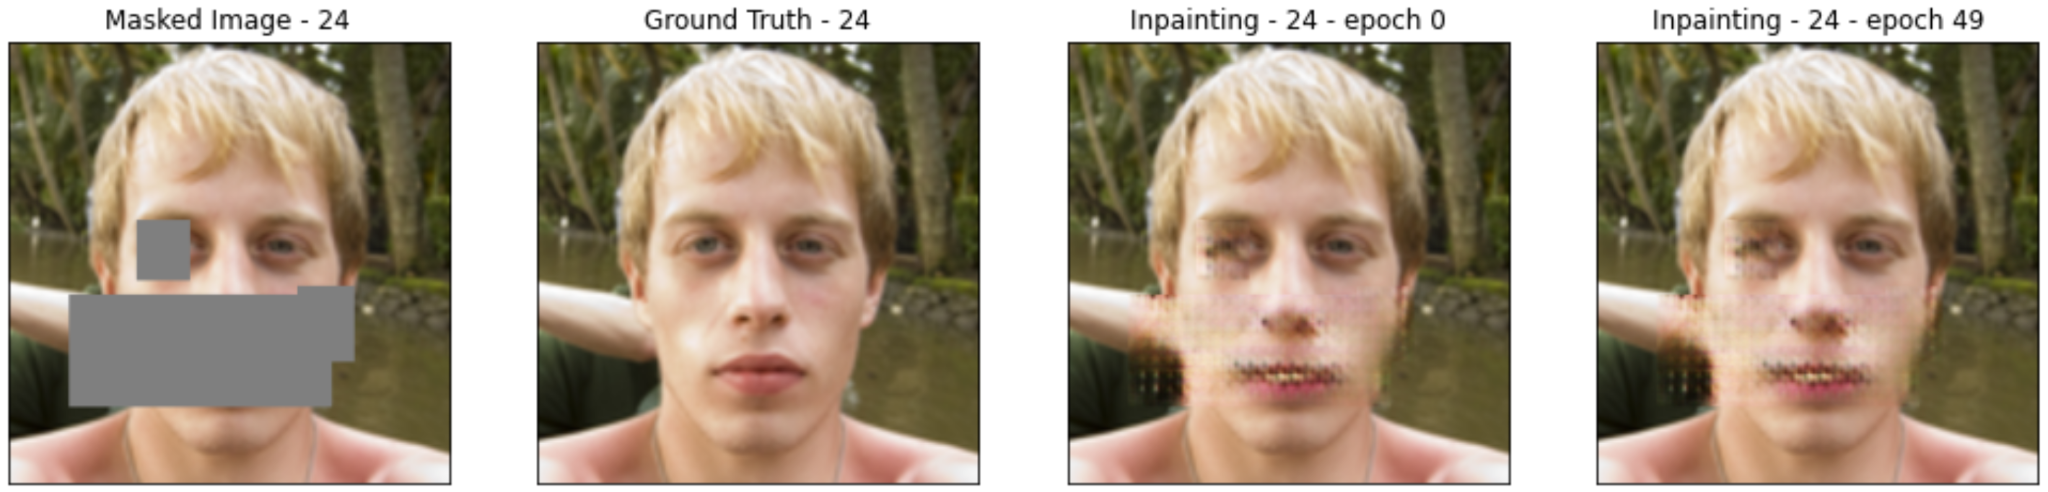 Masked Image - 24
Ground Truth - 24
Inpainting - 24 - epoch 0
Inpainting - 24 - epoch 49